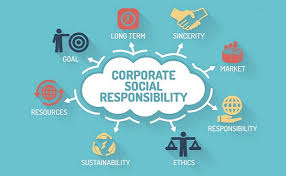 LONG TERM
SINCERITY
GOAL
MARKET
CORPORATE
SOCIAL
RESPONSIBILITY
RESOURCES
RESPONSIBILITY
SUSTAINABILITY
ETHICS